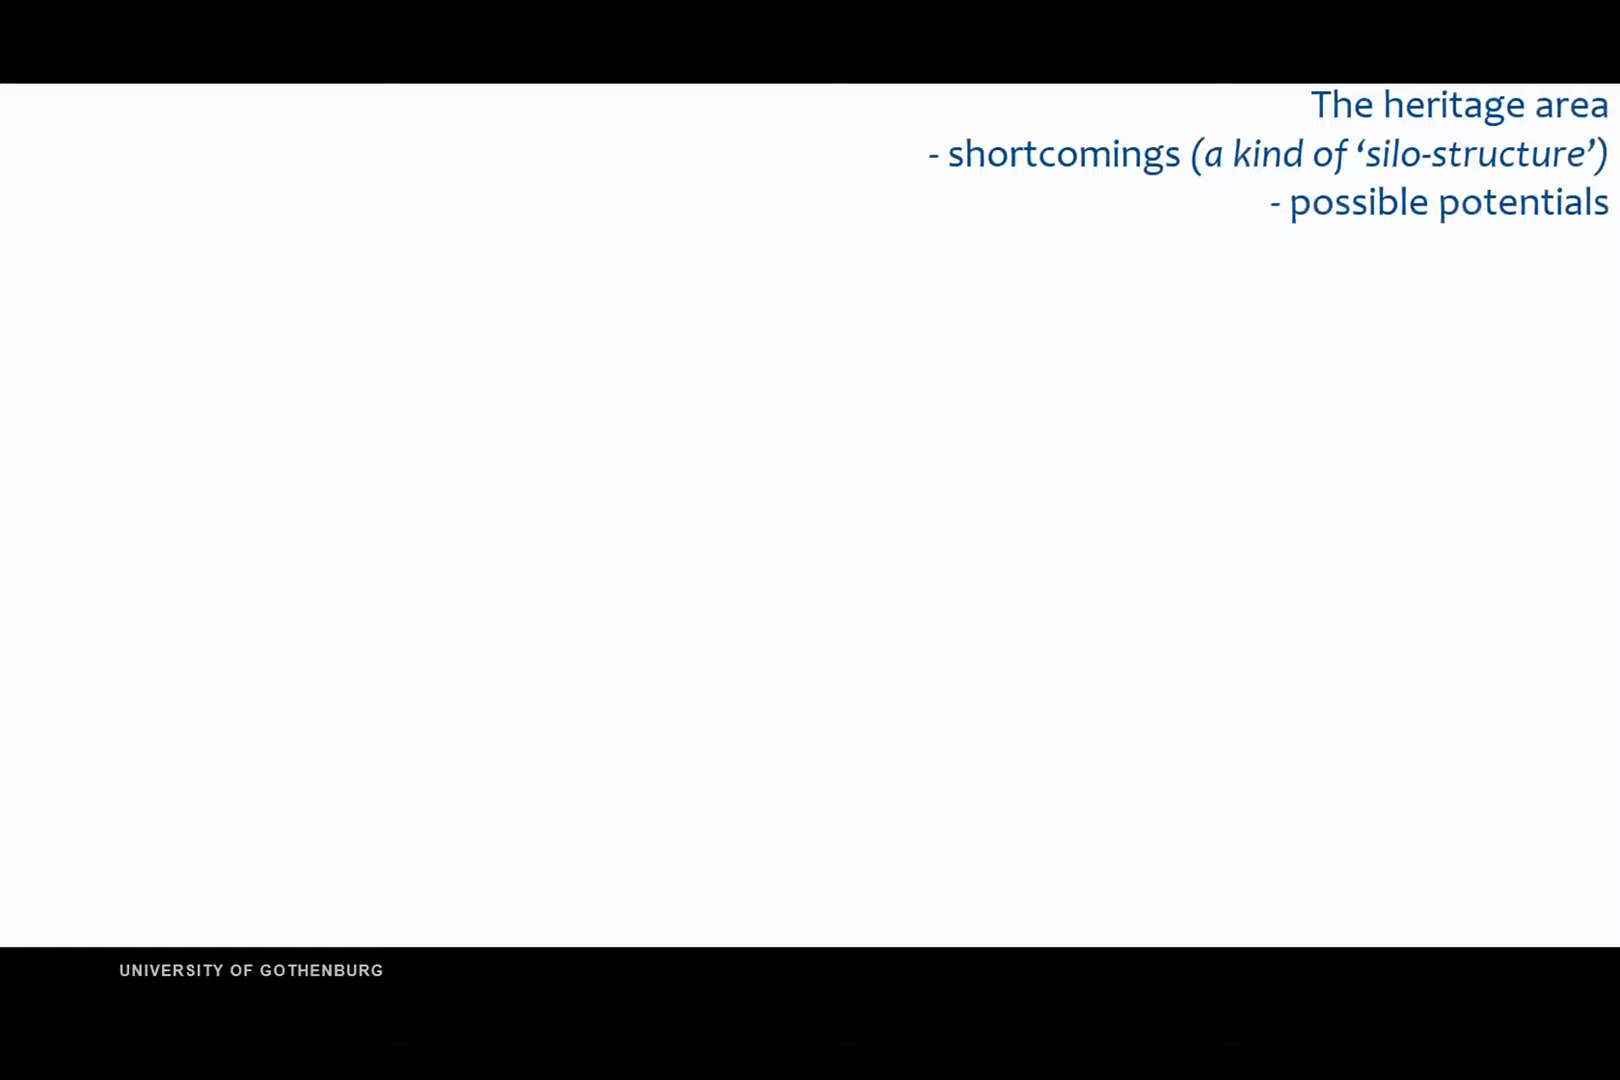 The heritage area
- shortcomings (a kind of ‘silo-structure’)
- possible potentials
UNIVERSITY OF GOTHENBURG